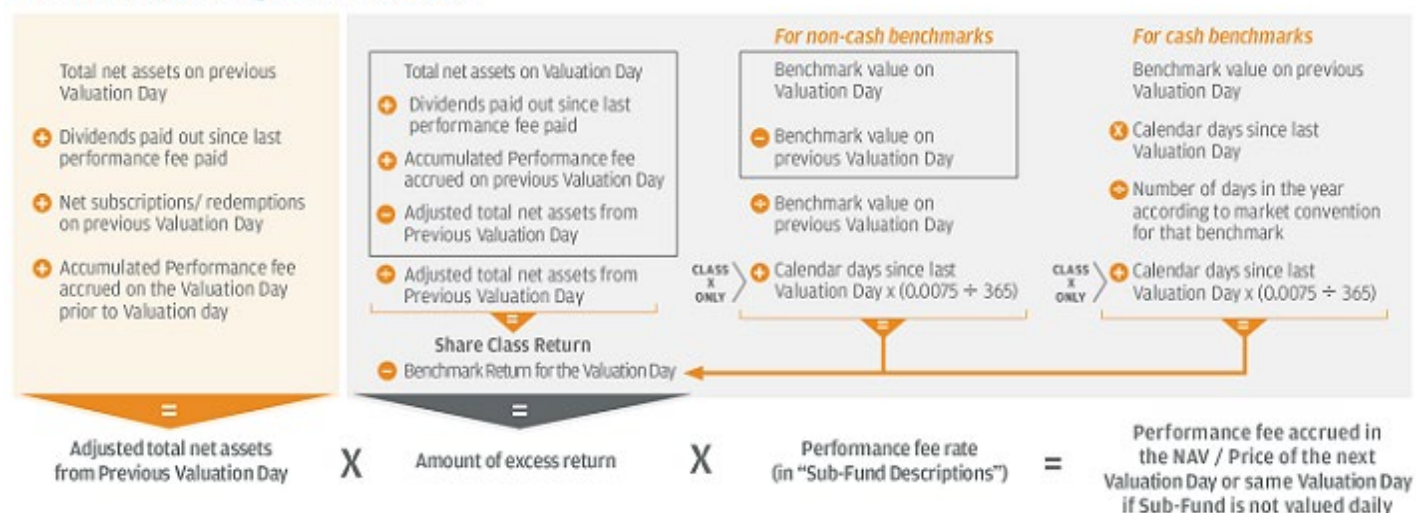 Total net assets on previous
Valuation Day
+ Dividends paid out since last
performance fee paid
+ Net subscriptions/ redemptions
on previous Valuation Day
+ Accumulated Performance fee
accrued on the Valuation Day
prior to Valuation day
=
Adjusted total net assets
from Previous Valuation Day
X
Total net assets on Valuation Day
+ Dividends paid out since last
performance fee paid
+ Accumulated Performance fee
accrued on previous Valuation Day
− Adjusted total net assets from
Previous Valuation Day
÷ Adjusted total net assets from
Previous Valuation Day
=
Share Class Return
− Benchmark Return for the Valuation Day
=
Amount of excess return
For non-cash benchmarks
Benchmark value on
Valuation Day
− Benchmark value on
previous Valuation Day
÷ Benchmark value on
previous Valuation Day
CLASS
X
ONLY
+ Calendar days since last
Valuation Day x (0.0075 ÷ 365)
=
For cash benchmarks
Benchmark value on previous
Valuation Day
x Calendar days since last
Valuation Day
÷ Number of days in the year
according to market convention
for that benchmark
CLASS
X
ONLY
+ Calendar days since last
Valuation Day x (0.0075 ÷ 365)
=
X
Performance fee rate
(in “Sub-Fund Descriptions”)
=
Performance fee accrued in
the NAV / Price of the next
Valuation Day or same Valuation Day
if Sub-Fund is not valued daily